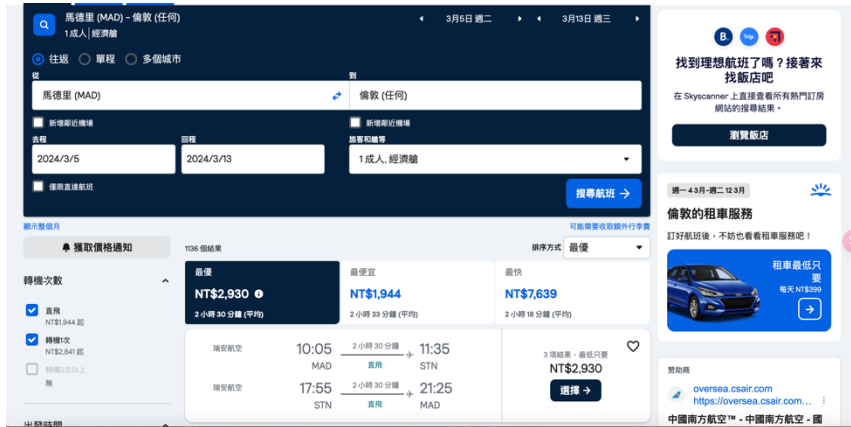 馬德里 (MAD) - 倫敦 (任何)
1 成人 | 經濟艙
3月5日 週二
3月13日 週三
往返
單程
多個城市
從
到
馬德里 (MAD)
倫敦 (任何)
新增鄰近機場
新增鄰近機場
去程
回程
旅客和艙等
2024/3/5
2024/3/13
1 成人, 經濟艙
僅限直達航班
搜尋航班 →
顯示整個月
可能需要收取額外行李費
獲取價格通知
1136 個結果
排序方式 最優
轉機次數
直飛
NT$1,944 起
轉機1次
NT$2,841 起
轉機2次以上
無
出發時間
最優
NT$2,930
2 小時 30 分鐘 (平均)
最便宜
NT$1,944
2 小時 33 分鐘 (平均)
最快
NT$7,639
2 小時 18 分鐘 (平均)
瑞安航空
10:05
MAD
2 小時 30 分鐘
直飛
11:35
STN
瑞安航空
17:55
STN
2 小時 30 分鐘
直飛
21:25
MAD
3 項結果，最低只要
NT$2,930
選擇 →
B.
Trip.
找到理想航班了嗎？接著來
找飯店吧
在 Skyscanner 上直接查看所有熱門訂房
網站的搜尋結果。
瀏覽飯店
週一 4 3月-週二 12 3月
倫敦的租車服務
訂好航班後，不妨也看看租車服務吧！
租車最低只
要
每天 NT$399
贊助商
oversea.csair.com
https://oversea.csair.com...
中國南方航空™ - 中國南方航空 - 國